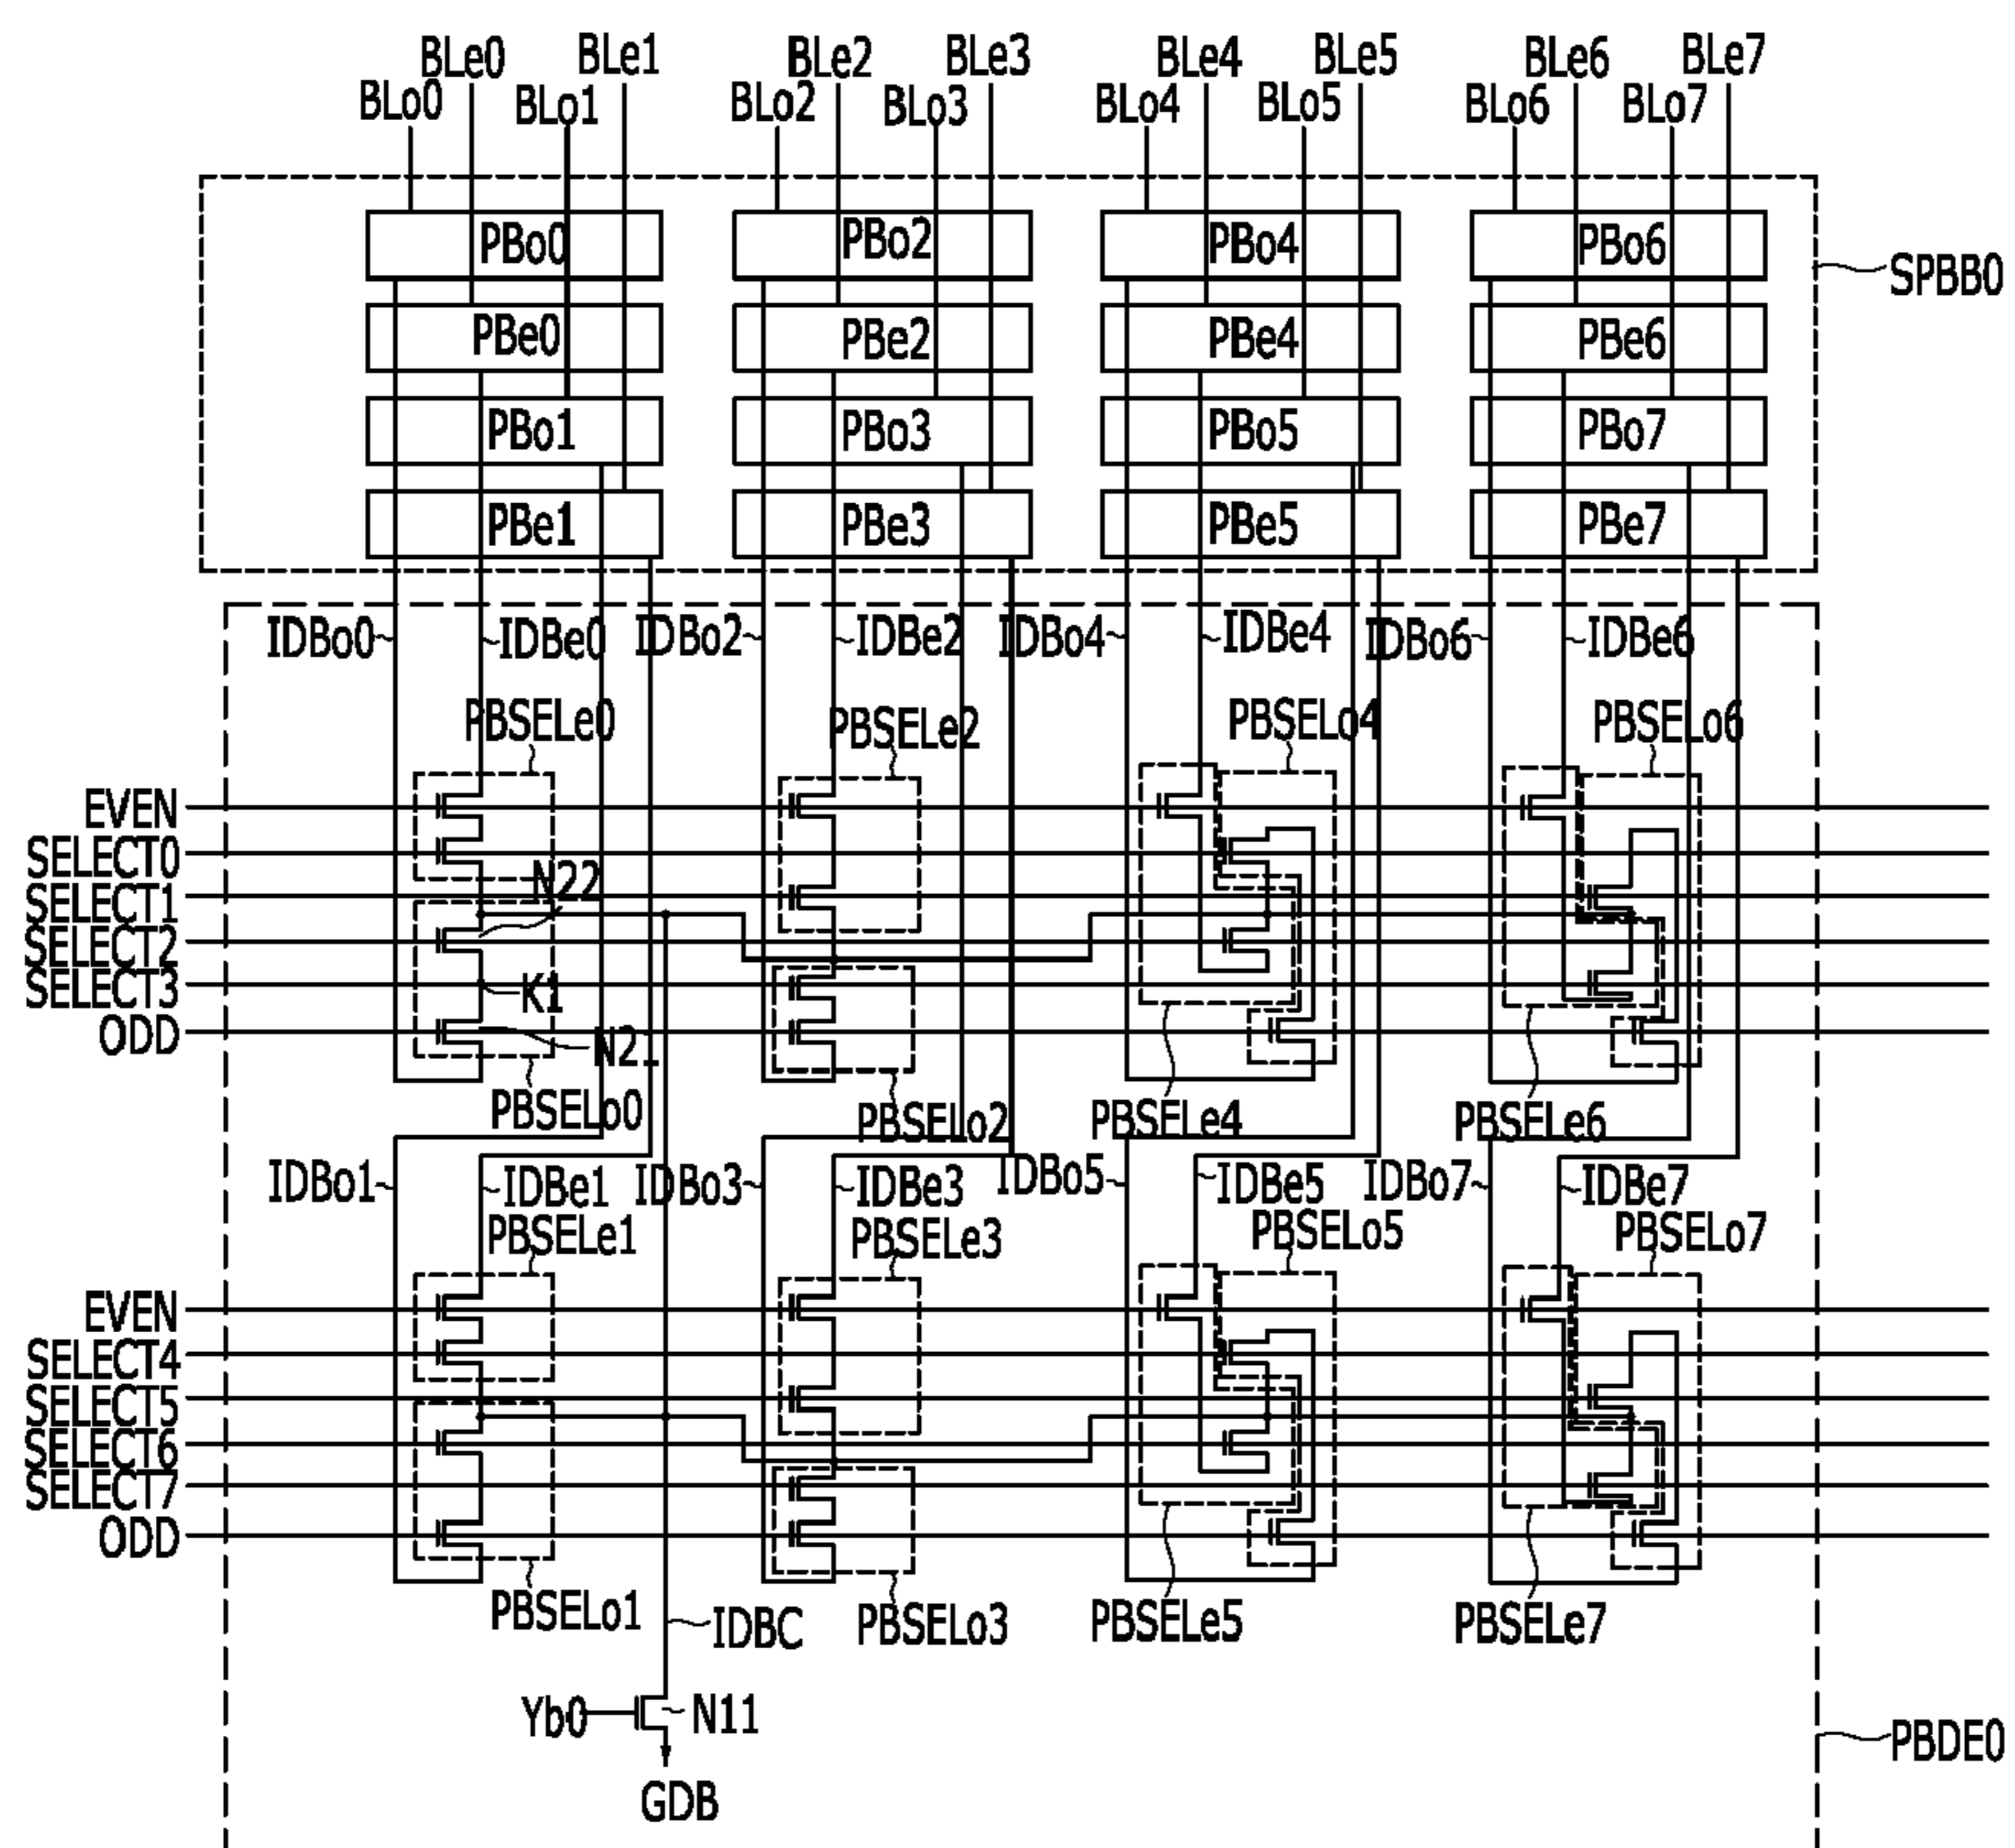 BLe0 BLe1 BLe2 BLe3 BLe4 BLe5 BLe6 BLe7
BLo0 BLo1 BLo2 BLo3 BLo4 BLo5 BLo6 BLo7
PBo0 PBo2 PBo4 PBo6
SPBB0
PBe0 PBe2 PBe4 PBe6
PBo1 PBo3 PBo5 PBo7
PBe1 PBe3 PBe5 PBe7
IDBo0 IDBe0 IDBo2 IDBe2 IDBo4 IDBe4 IDBo6 IDBe6
PBSELe0 PBSELe2 PBSELo4 PBSELo6
EVEN
SELECT0
N22
SELECT1
SELECT2
SELECT3 K1
ODD N21
PBSELo0 PBSELo2 PBSELe4 PBSELe6
IDBo1 IDBe1 IDBo3 IDBe3 IDBo5 IDBe5 IDBo7 IDBe7
PBSELe1 PBSELe3 PBSELo5 PBSELo7
EVEN
SELECT4
SELECT5
SELECT6
SELECT7
ODD
PBSELo1 PBSELo3 PBSELe5 PBSELe7
IDBC
Yb0 N11
PBDE0
GDB